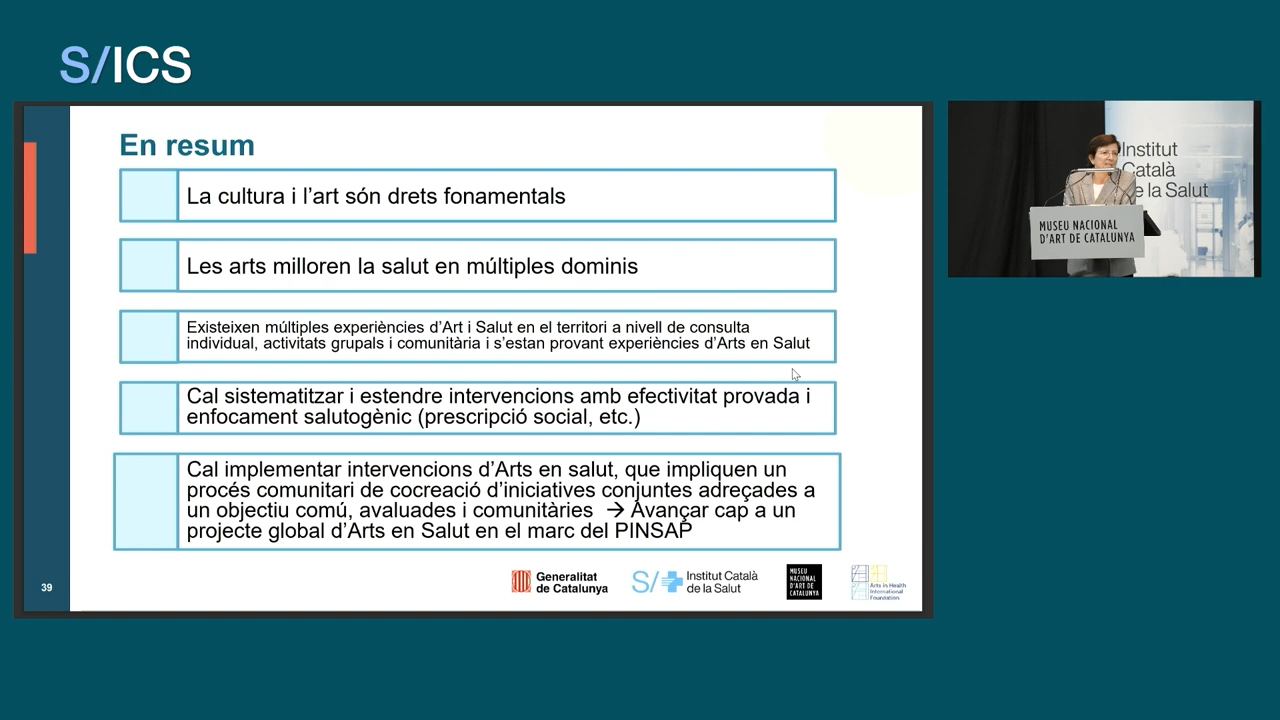 S/ICS
En resum
La cultura i l’art són drets fonamentals
Les arts milloren la salut en múltiples dominis
Existeixen múltiples experiències d’Art i Salut en el territori a nivell de consulta
individual, activitats grupals i comunitària i s’estan provant experiències d’Arts en Salut
Cal sistematitzar i estendre intervencions amb efectivitat provada i
enfocament salutogènic (prescripció social, etc.)
Cal implementar intervencions d’Arts en salut, que impliquen un
procés comunitari de cocreació d’iniciatives conjuntes adreçades a
un objectiu comú, avaluades i comunitàries → Avançar cap a un
projecte global d’Arts en Salut en el marc del PINSAP
39
Generalitat
de Catalunya
S/
Institut Català
de la Salut
MUSEU
NACIONAL
D'ART DE
CATALUNYA
Arts in Health
International
Foundation
Institut
Català
de la Salut
MUSEU NACIONAL
D'ART DE CATALUNYA